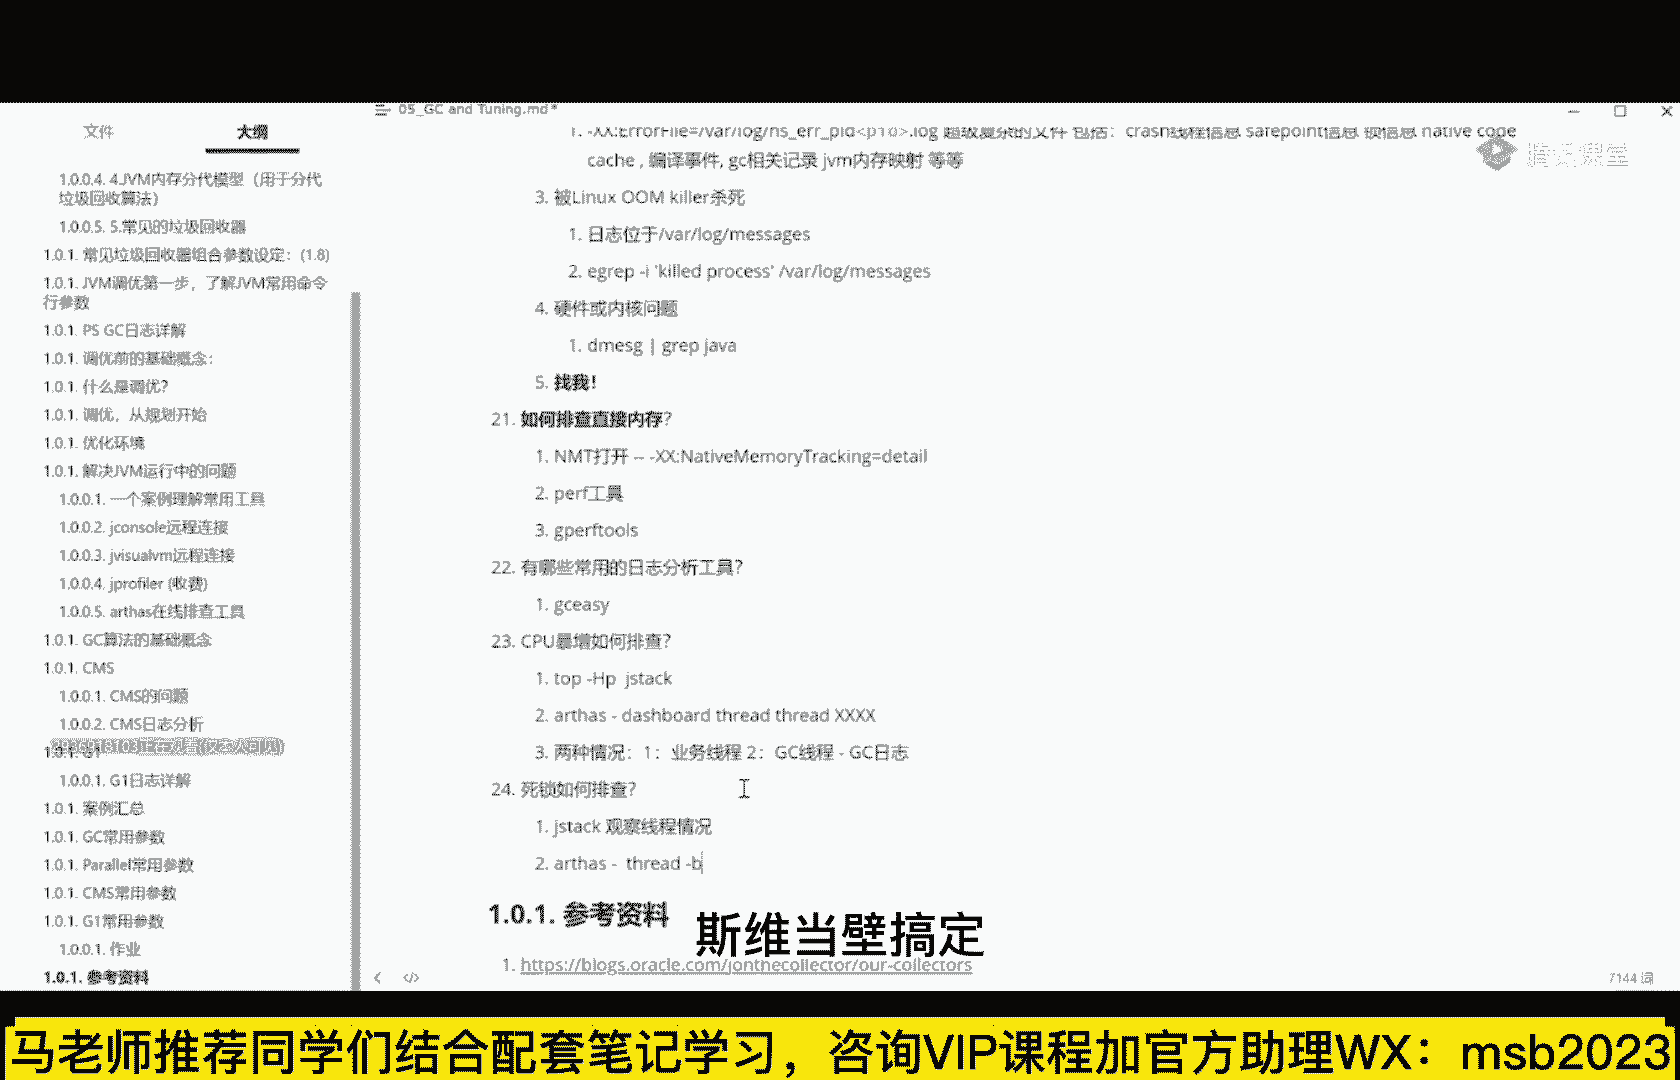 05_GC and Tuning.md*
文件
大纲
1.0.0.4. 4.JVM内存分代模型（用于分代
垃圾回收算法）
1.0.0.5. 5.常见的垃圾回收器
1.0.1. 常见垃圾回收器组合参数设定：(1.8)
1.0.1. JVM调优第一步，了解JVM常用命令
行参数
1.0.1. PS GC日志详解
1.0.1. 调优前的基础概念：
1.0.1. 什么是调优？
1.0.1. 调优，从规划开始
1.0.1. 优化环境
1.0.1. 解决JVM运行中的问题
1.0.0.1. 一个案例理解常用工具
1.0.0.2. jconsole远程连接
1.0.0.3. jvisualvm远程连接
1.0.0.4. jprofiler (收费)
1.0.0.5. arthas在线排查工具
1.0.1. GC算法的基础概念
1.0.1. CMS
1.0.0.1. CMS的问题
1.0.0.2. CMS日志分析
1.0.1. G1
1.0.0.1. G1日志详解
1.0.1. 案例汇总
1.0.1. GC常用参数
1.0.1. Parallel常用参数
1.0.1. CMS常用参数
1.0.1. G1常用参数
1.0.0.1. 作业
1.0.1. 参考资料
1. -XX:ErrorFile=/var/log/hs_err_pid<pid>.log 超级复杂的文件 包括：crash线程信息 safepoint信息 锁信息 native code
cache , 编译事件, gc相关记录 jvm内存映射 等等
3. 被Linux OOM killer杀死
1. 日志位于/var/log/messages
2. egrep -i 'killed process' /var/log/messages
4. 硬件或内核问题
1. dmesg | grep java
5. 找我！
21. 如何排查直接内存？
1. NMT打开 -- -XX:NativeMemoryTracking=detail
2. perf工具
3. gperftools
22. 有哪些常用的日志分析工具？
1. gceasy
23. CPU暴增如何排查？
1. top -Hp jstack
2. arthas - dashboard thread thread XXXX
3. 两种情况：1：业务线程 2：GC线程 - GC日志
24. 死锁如何排查？
1. jstack 观察线程情况
2. arthas - thread -b
1.0.1. 参考资料
1. https://blogs.oracle.com/jonthecollector/our-collectors
7144 词
腾讯课堂
斯维当壁搞定
马老师推荐同学们结合配套笔记学习，咨询VIP课程加官方助理WX：msb2023